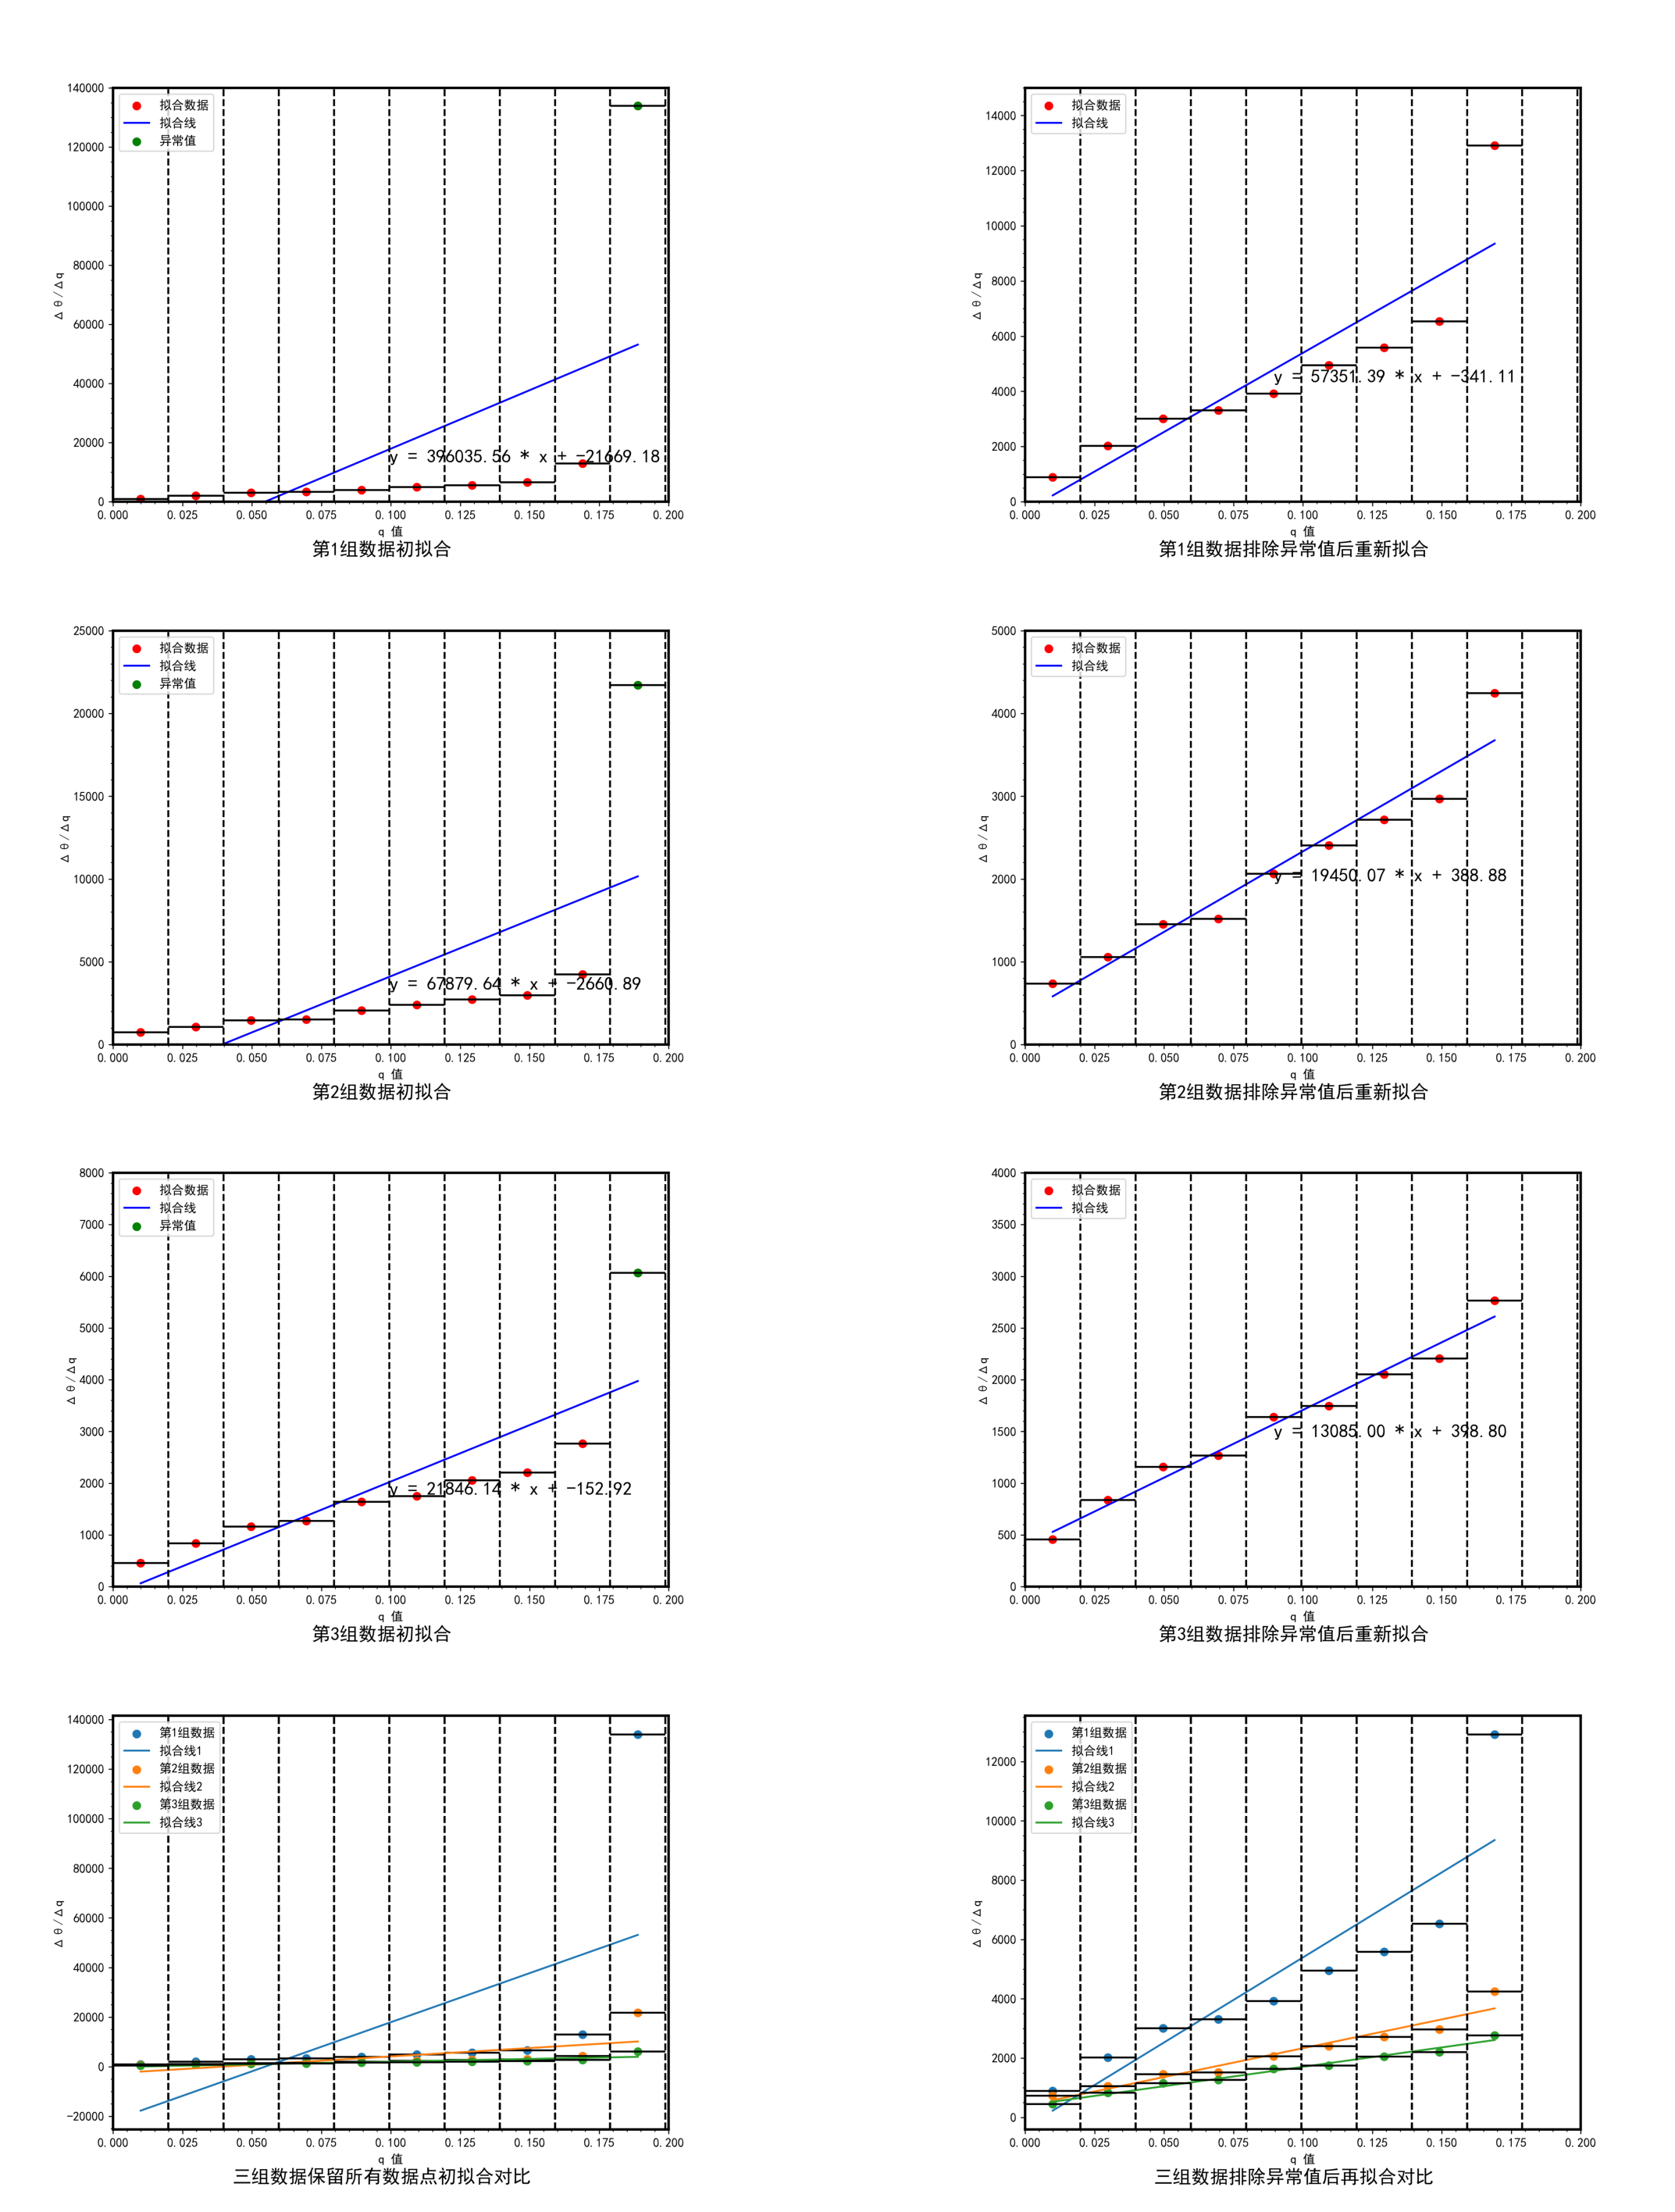 140000
120000
100000
80000
60000
40000
20000
0
Δθ/Δq
拟合数据
拟合线
异常值
y = 396035.56 * x + -21669.18
0.000 0.025 0.050 0.075 0.100 0.125 0.150 0.175 0.200
q 值
第1组数据初拟合
14000
12000
10000
8000
6000
4000
2000
0
Δθ/Δq
拟合数据
拟合线
y = 57351.39 * x + -341.11
0.000 0.025 0.050 0.075 0.100 0.125 0.150 0.175 0.200
q 值
第1组数据排除异常值后重新拟合
25000
20000
15000
10000
5000
0
Δθ/Δq
拟合数据
拟合线
异常值
y = 67879.64 * x + -2660.89
0.000 0.025 0.050 0.075 0.100 0.125 0.150 0.175 0.200
q 值
第2组数据初拟合
5000
4000
3000
2000
1000
0
Δθ/Δq
拟合数据
拟合线
y = 19450.07 * x + 388.88
0.000 0.025 0.050 0.075 0.100 0.125 0.150 0.175 0.200
q 值
第2组数据排除异常值后重新拟合
8000
7000
6000
5000
4000
3000
2000
1000
0
Δθ/Δq
拟合数据
拟合线
异常值
y = 21846.14 * x + -152.92
0.000 0.025 0.050 0.075 0.100 0.125 0.150 0.175 0.200
q 值
第3组数据初拟合
4000
3500
3000
2500
2000
1500
1000
500
0
Δθ/Δq
拟合数据
拟合线
y = 13085.00 * x + 398.80
0.000 0.025 0.050 0.075 0.100 0.125 0.150 0.175 0.200
q 值
第3组数据排除异常值后重新拟合
140000
120000
100000
80000
60000
40000
20000
0
−20000
Δθ/Δq
第1组数据
拟合线1
第2组数据
拟合线2
第3组数据
拟合线3
0.000 0.025 0.050 0.075 0.100 0.125 0.150 0.175 0.200
q 值
三组数据保留所有数据点初拟合对比
12000
10000
8000
6000
4000
2000
0
Δθ/Δq
第1组数据
拟合线1
第2组数据
拟合线2
第3组数据
拟合线3
0.000 0.025 0.050 0.075 0.100 0.125 0.150 0.175 0.200
q 值
三组数据排除异常值后再拟合对比